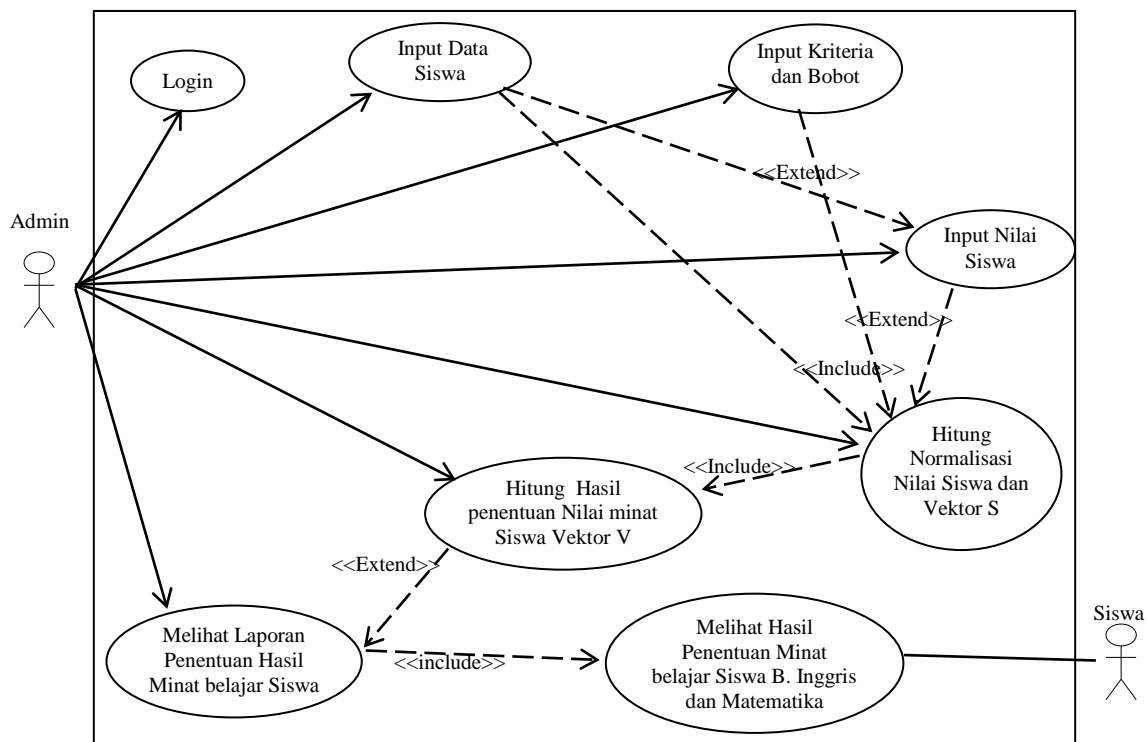 Input Data
Siswa
Input Kriteria
dan Bobot
Login
<<Extend>>
Admin
Input Nilai
Siswa
<<Extend>>
<<Include>>
Hitung
Normalisasi
Nilai Siswa dan
Vektor S
<<Include>>
Hitung Hasil
penentuan Nilai minat
Siswa Vektor V
<<Extend>>
Siswa
Melihat Laporan
Penentuan Hasil
Minat belajar Siswa
<<include>>
Melihat Hasil
Penentuan Minat
belajar Siswa B. Inggris
dan Matematika